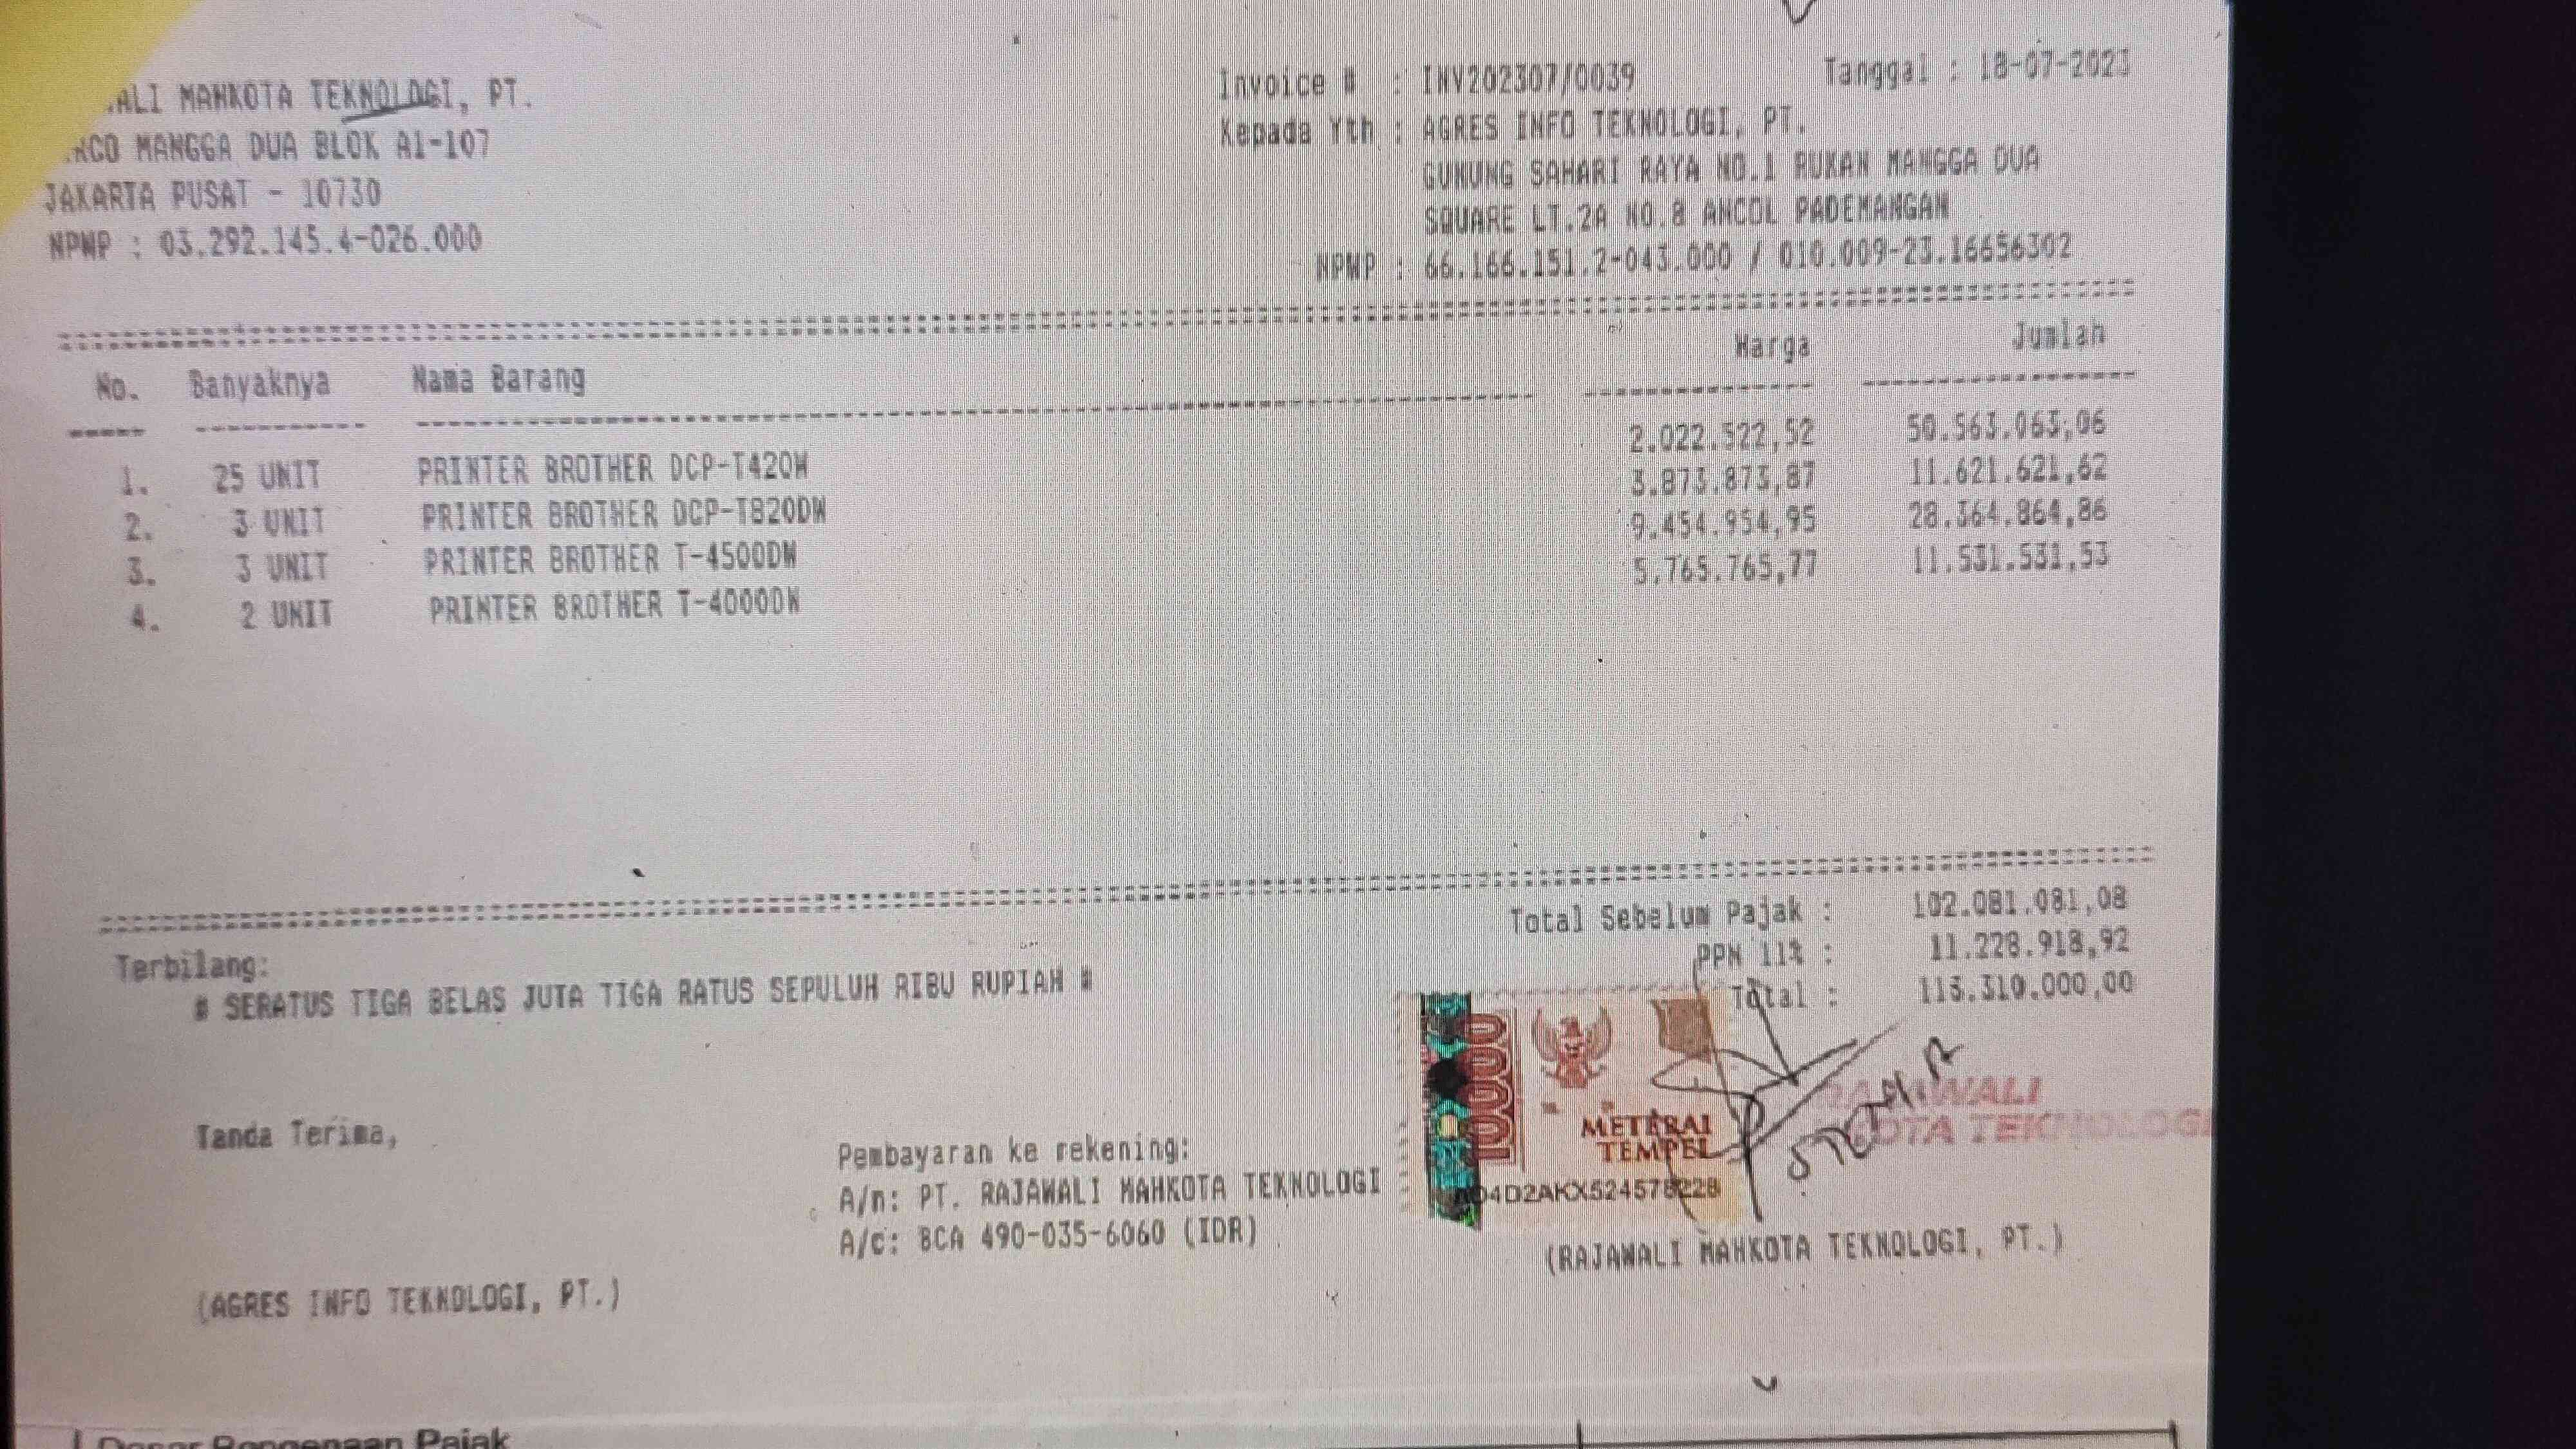 ALI MAHKOTA TEKNOLOGI, PT.
MANGGA DUA BLOK A1-107
JAKARTA PUSAT - 10730
NPWP : 03.292.145.4-026.000
Invoice # : INV202307/0039 Tanggal : 18-07-2023
Kepada Yth : AGRES INFO TEKNOLOGI, PT.
GUNUNG SAHARI RAYA NO.1 RUKAN MANGGA DUA
SQUARE LT.2A NO.8 ANCOL PADEMANGAN
NPWP : 66.166.151.2-043.000 / 010.009-23.16656302
No. Banyaknya Nama Barang Harga Jumlah
1. 25 UNIT PRINTER BROTHER DCP-T420W 2.022.522,52 50.563.063,06
2. 3 UNIT PRINTER BROTHER DCP-T820DW 3.873.873,87 11.621.621,62
3. 3 UNIT PRINTER BROTHER T-4500DW 9.454.954,95 28.364.864,86
4. 2 UNIT PRINTER BROTHER T-4000DW 5.765.765,77 11.531.531,53
Total Sebelum Pajak : 102.081.081,08
PPN 11% : 11.228.918,92
Total : 113.310.000,00
Terbilang:
# SERATUS TIGA BELAS JUTA TIGA RATUS SEPULUH RIBU RUPIAH #
Tanda Terima,
(AGRES INFO TEKNOLOGI, PT.)
Pembayaran ke rekening:
A/n: PT. RAJAWALI MAHKOTA TEKNOLOGI
A/c: BCA 490-035-6060 (IDR)
10000
METERAI
TEMPEL
04D2AKX524578228
RAJAWALI
KOTA TEKNOLOGI
(RAJAWALI MAHKOTA TEKNOLOGI, PT.)
Dasar Pengenaan Pajak